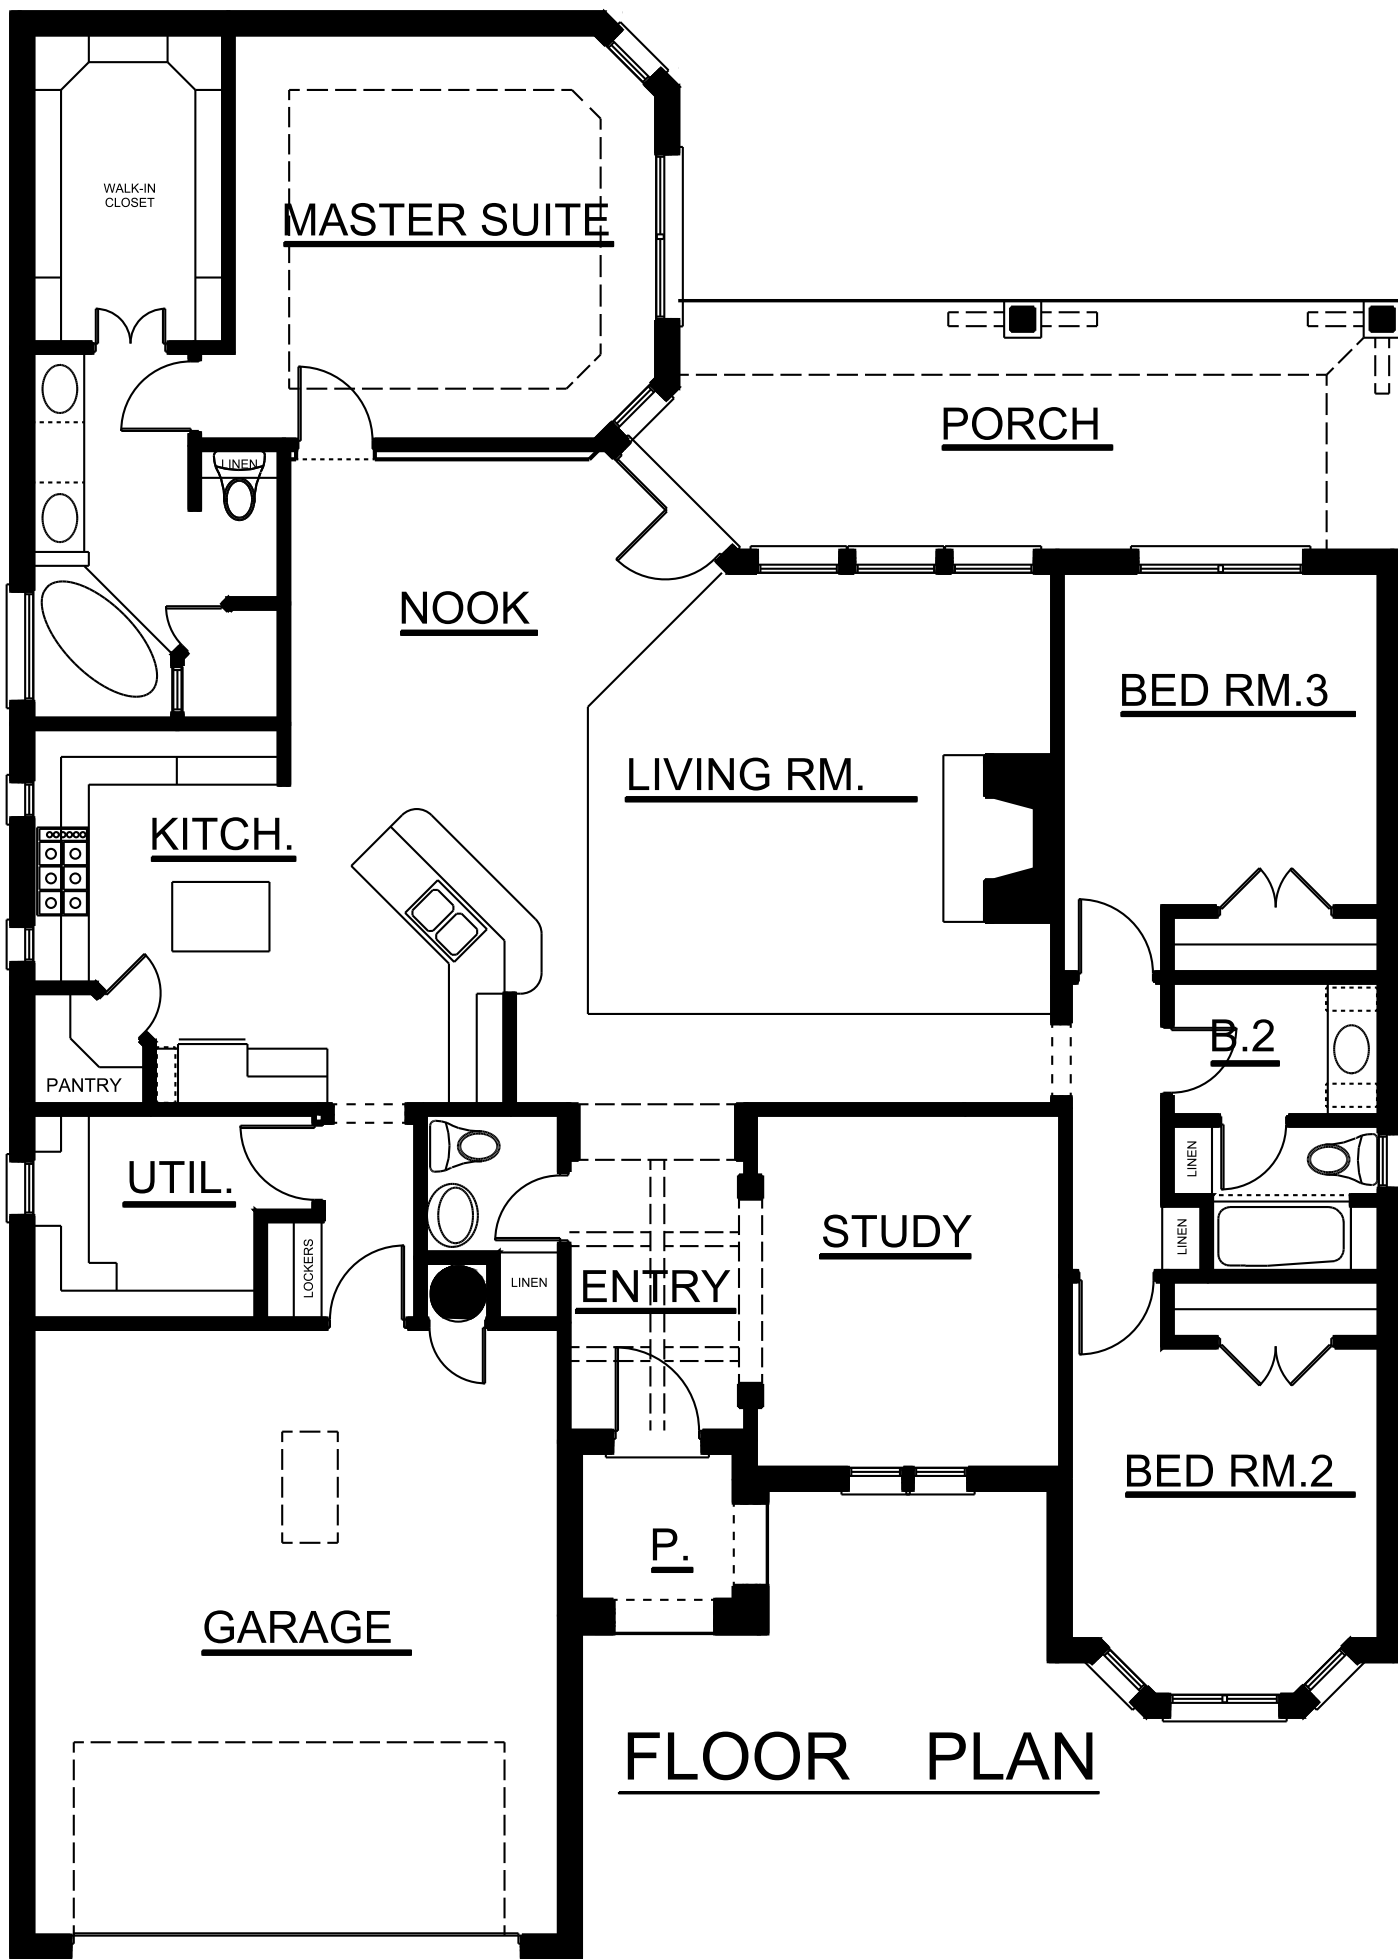 WALK-IN
CLOSET
MASTER SUITE
PORCH
LINEN
NOOK
BED RM.3
LIVING RM.
KITCH.
B.2
PANTRY
UTIL.
LINEN
STUDY
LINEN
LOCKERS
LINEN
ENTRY
BED RM.2
P.
GARAGE
FLOOR PLAN